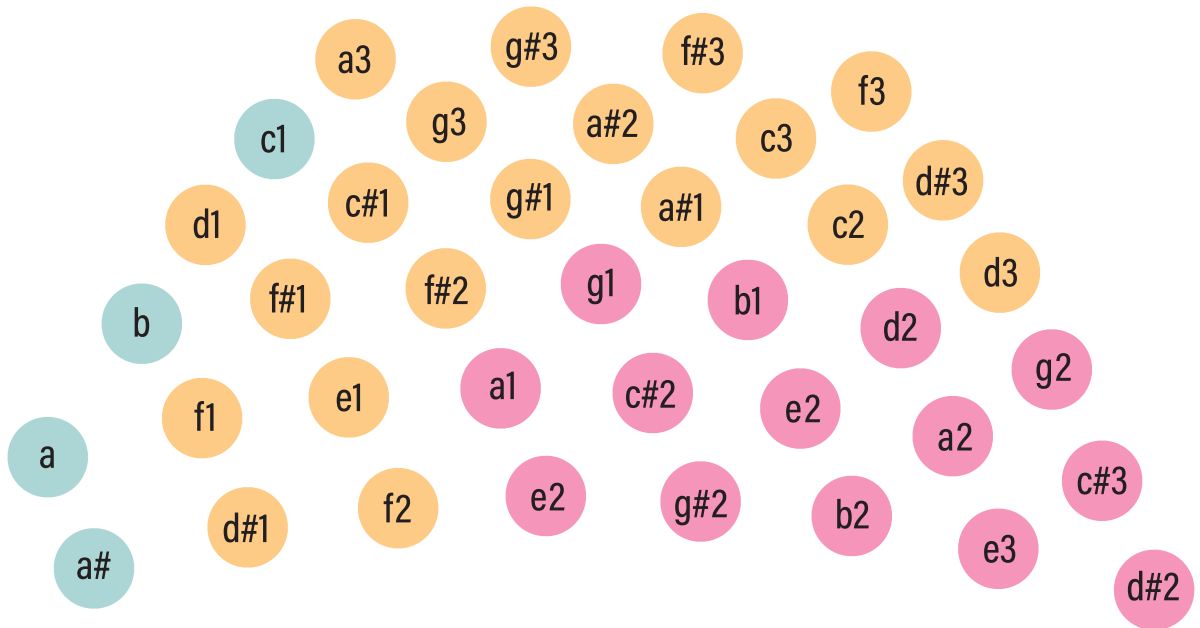 a3 g#3 f#3 f3
c1 g3 a#2 c3 d#3
d1 c#1 g#1 a#1 c2 d3
b f#1 f#2 g1 b1 d2 g2
a f1 e1 a1 c#2 e2 a2 c#3
a# d#1 f2 e2 g#2 b2 e3 d#2